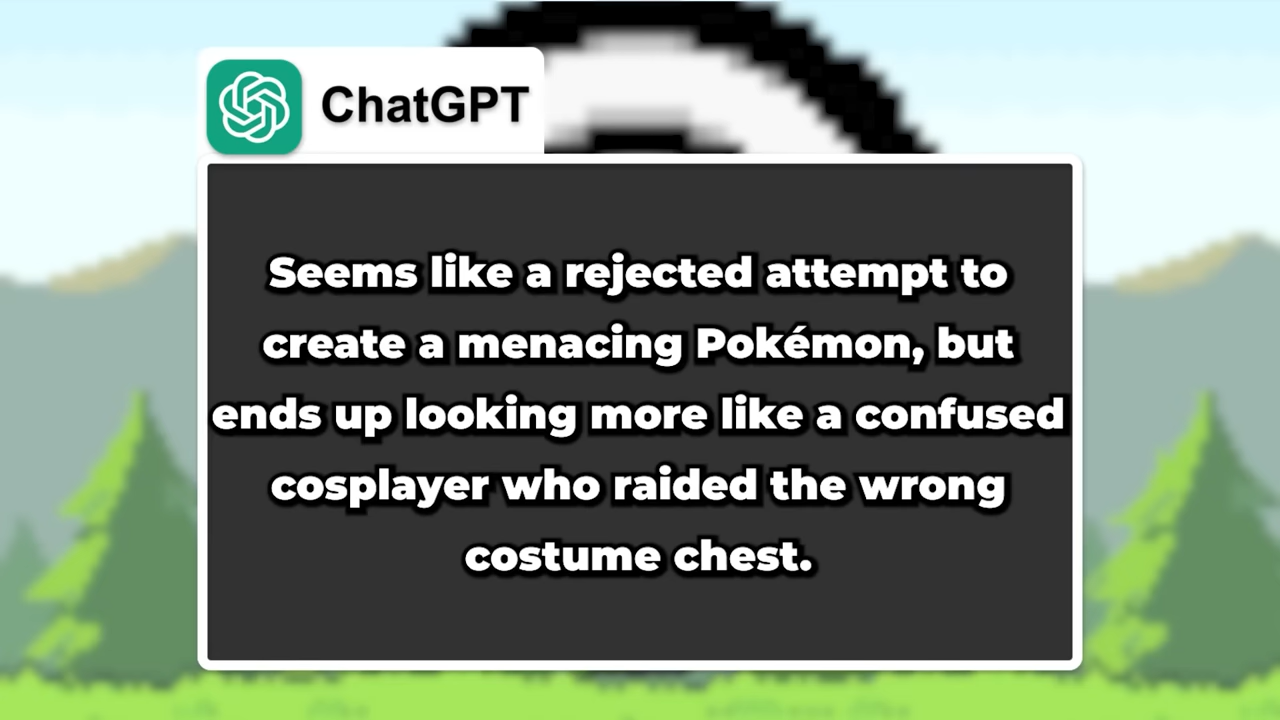 ChatGPT
Seems like a rejected attempt to
create a menacing Pokémon, but
ends up looking more like a confused
cosplayer who raided the wrong
costume chest.